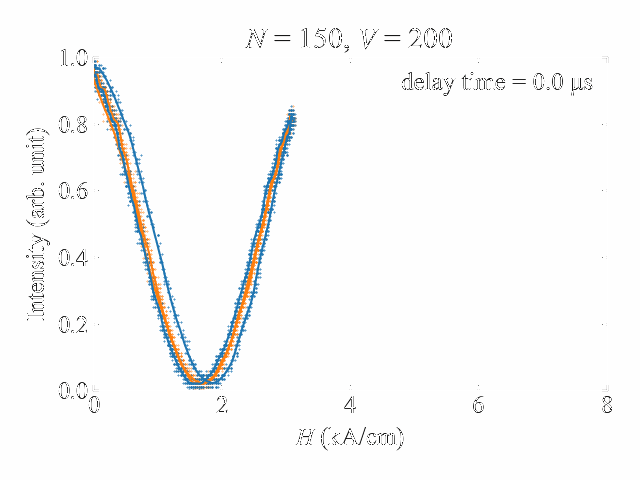 N = 150, V = 200
delay time = 0.0 μs
1.0
0.8
0.6
0.4
0.2
0.0
Intensity (arb. unit)
0 2 4 6 8
H (kA/cm)